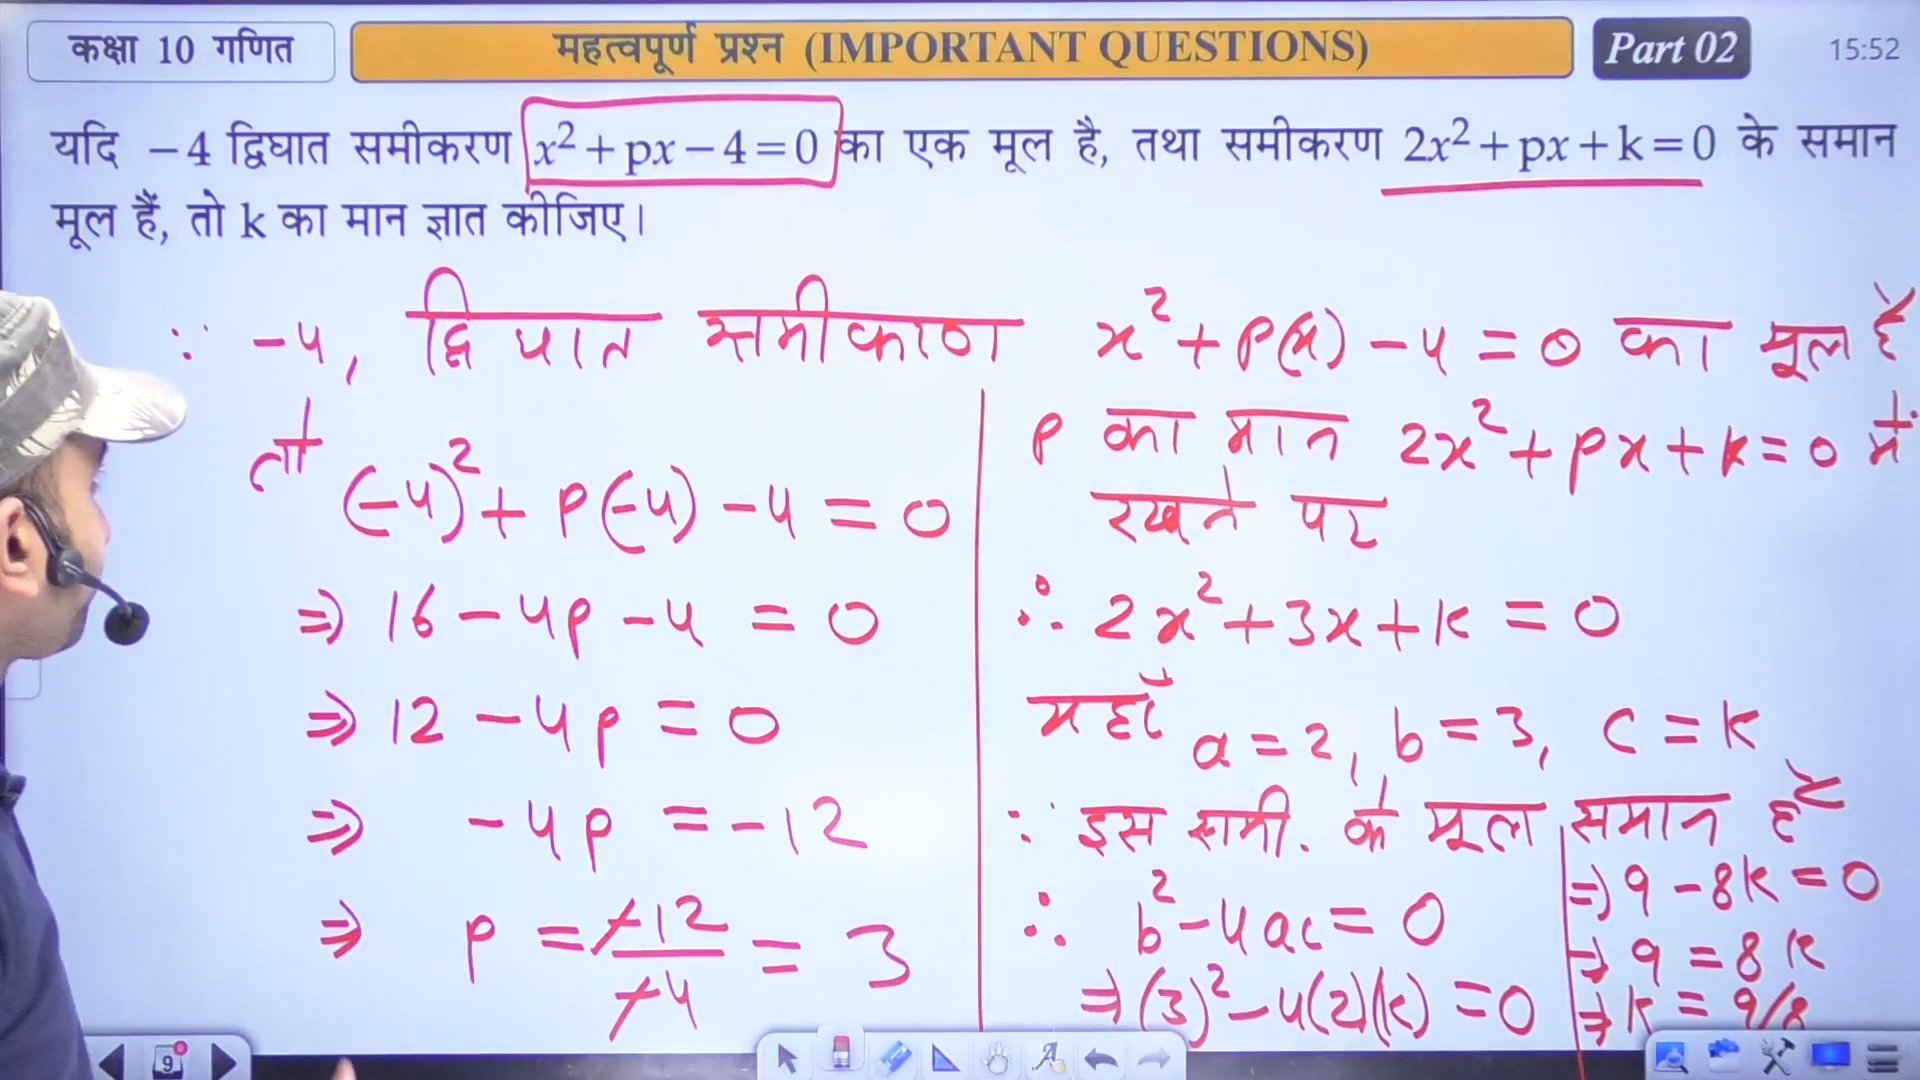 कक्षा 10 गणित
महत्वपूर्ण प्रश्न (IMPORTANT QUESTIONS)
Part 02
15:52
यदि −4 द्विघात समीकरण x²+px−4=0 का एक मूल है, तथा समीकरण 2x²+px+k=0 के समान
मूल हैं, तो k का मान ज्ञात कीजिए।
∵ -4, द्विघात समीकरण x²+P(x)-4=0 का मूल है
तो (-4)²+P(-4)-4=0
⇒ 16-4P-4=0
⇒ 12-4P=0
⇒ -4P=-12
⇒ P=-12/-4=3
P का मान 2x²+px+k=0 में
रखने पर
∴ 2x²+3x+k=0
यहाँ a=2, b=3, c=k
∵ इस समी. के मूल समान हैं
∴ b²-4ac=0
⇒(3)²-4(2)(k)=0
⇒9-8k=0
⇒9=8k
⇒k=9/8
9